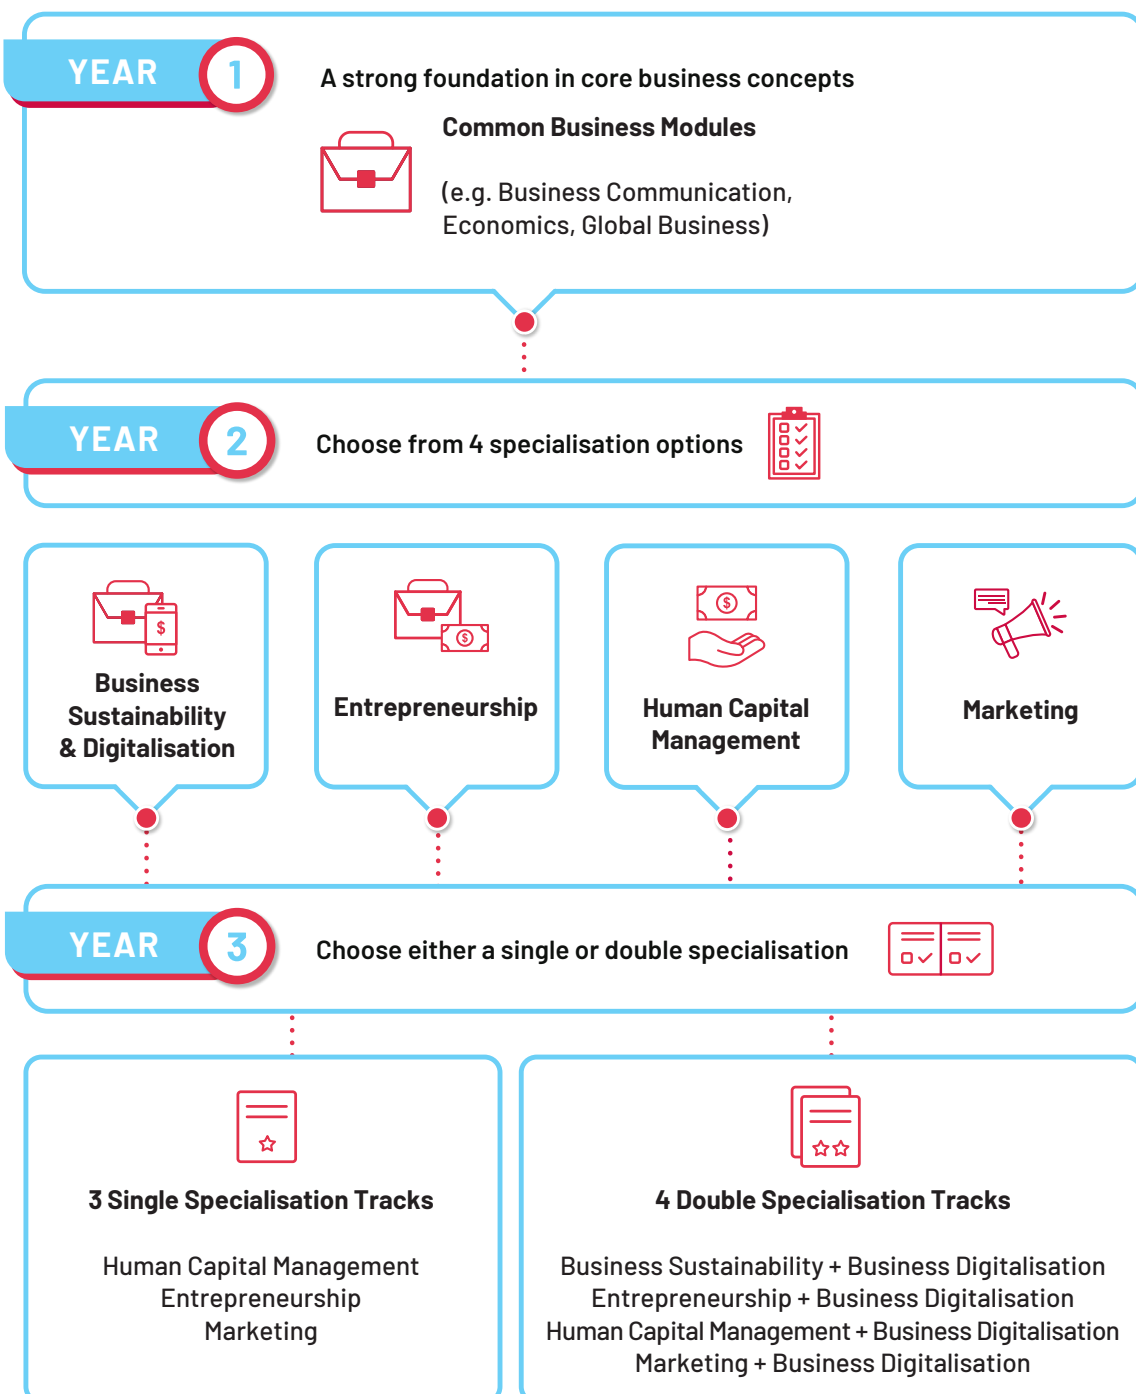 YEAR 1
A strong foundation in core business concepts
Common Business Modules
(e.g. Business Communication,
Economics, Global Business)
YEAR 2
Choose from 4 specialisation options
$
Business
Sustainability
& Digitalisation
$
Entrepreneurship
$
Human Capital
Management
Marketing
YEAR 3
Choose either a single or double specialisation
3 Single Specialisation Tracks
Human Capital Management
Entrepreneurship
Marketing
4 Double Specialisation Tracks
Business Sustainability + Business Digitalisation
Entrepreneurship + Business Digitalisation
Human Capital Management + Business Digitalisation
Marketing + Business Digitalisation